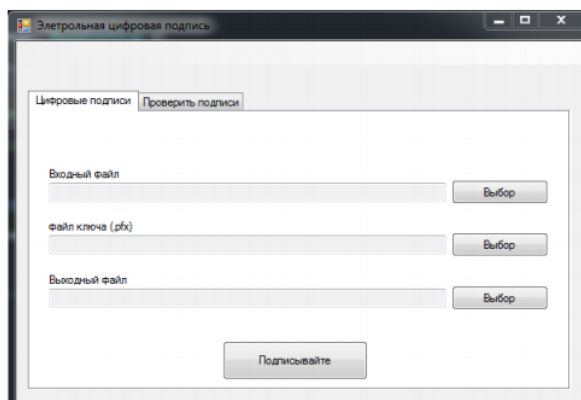 Элетрольная цифровая подпись
Цифровые подписи Проверить подписи
Входный файл
Выбор
файл ключа (.pfx)
Выбор
Выходный файл
Выбор
Подписывайте